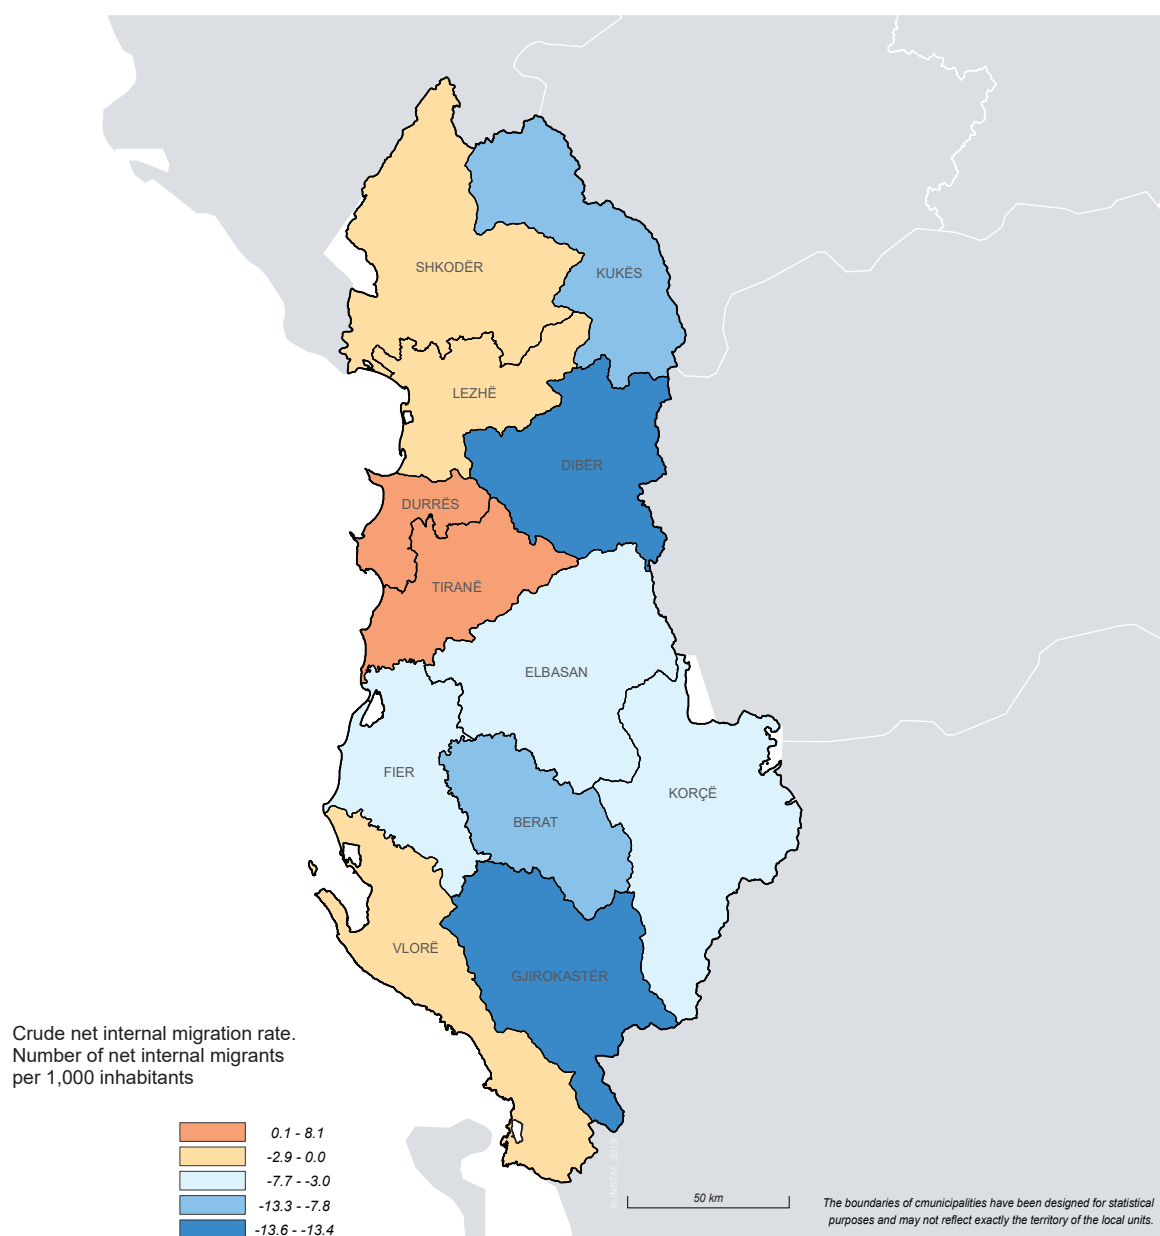 SHKODËR
KUKËS
LEZHË
DIBËR
DURRËS
TIRANË
ELBASAN
FIER
KORÇË
BERAT
VLORË
GJIROKASTËR
Crude net internal migration rate.
Number of net internal migrants
per 1,000 inhabitants
0.1 - 8.1
-2.9 - 0.0
-7.7 - -3.0
-13.3 - -7.8
-13.6 - -13.4
© INSTAT, 2019
50 km
The boundaries of cmunicipalities have been designed for statistical
purposes and may not reflect exactly the territory of the local units.